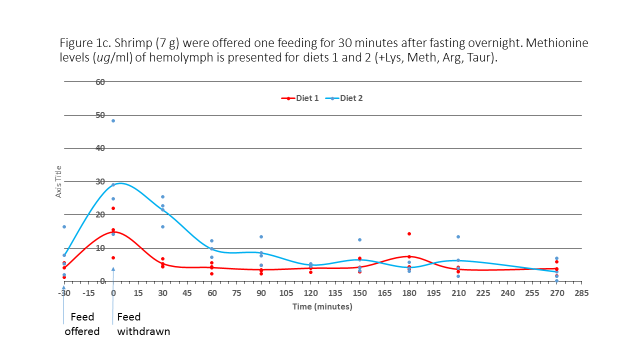 Figure 1c. Shrimp (7 g) were offered one feeding for 30 minutes after fasting overnight. Methionine
levels (ug/ml) of hemolymph is presented for diets 1 and 2 (+Lys, Meth, Arg, Taur).
60
Diet 1 Diet 2
50
40
Axis Title
30
20
10
0
-30 -15 0 15 30 45 60 75 90 105 120 135 150 165 180 195 210 225 240 255 270 285
Time (minutes)
Feed Feed
offered withdrawn